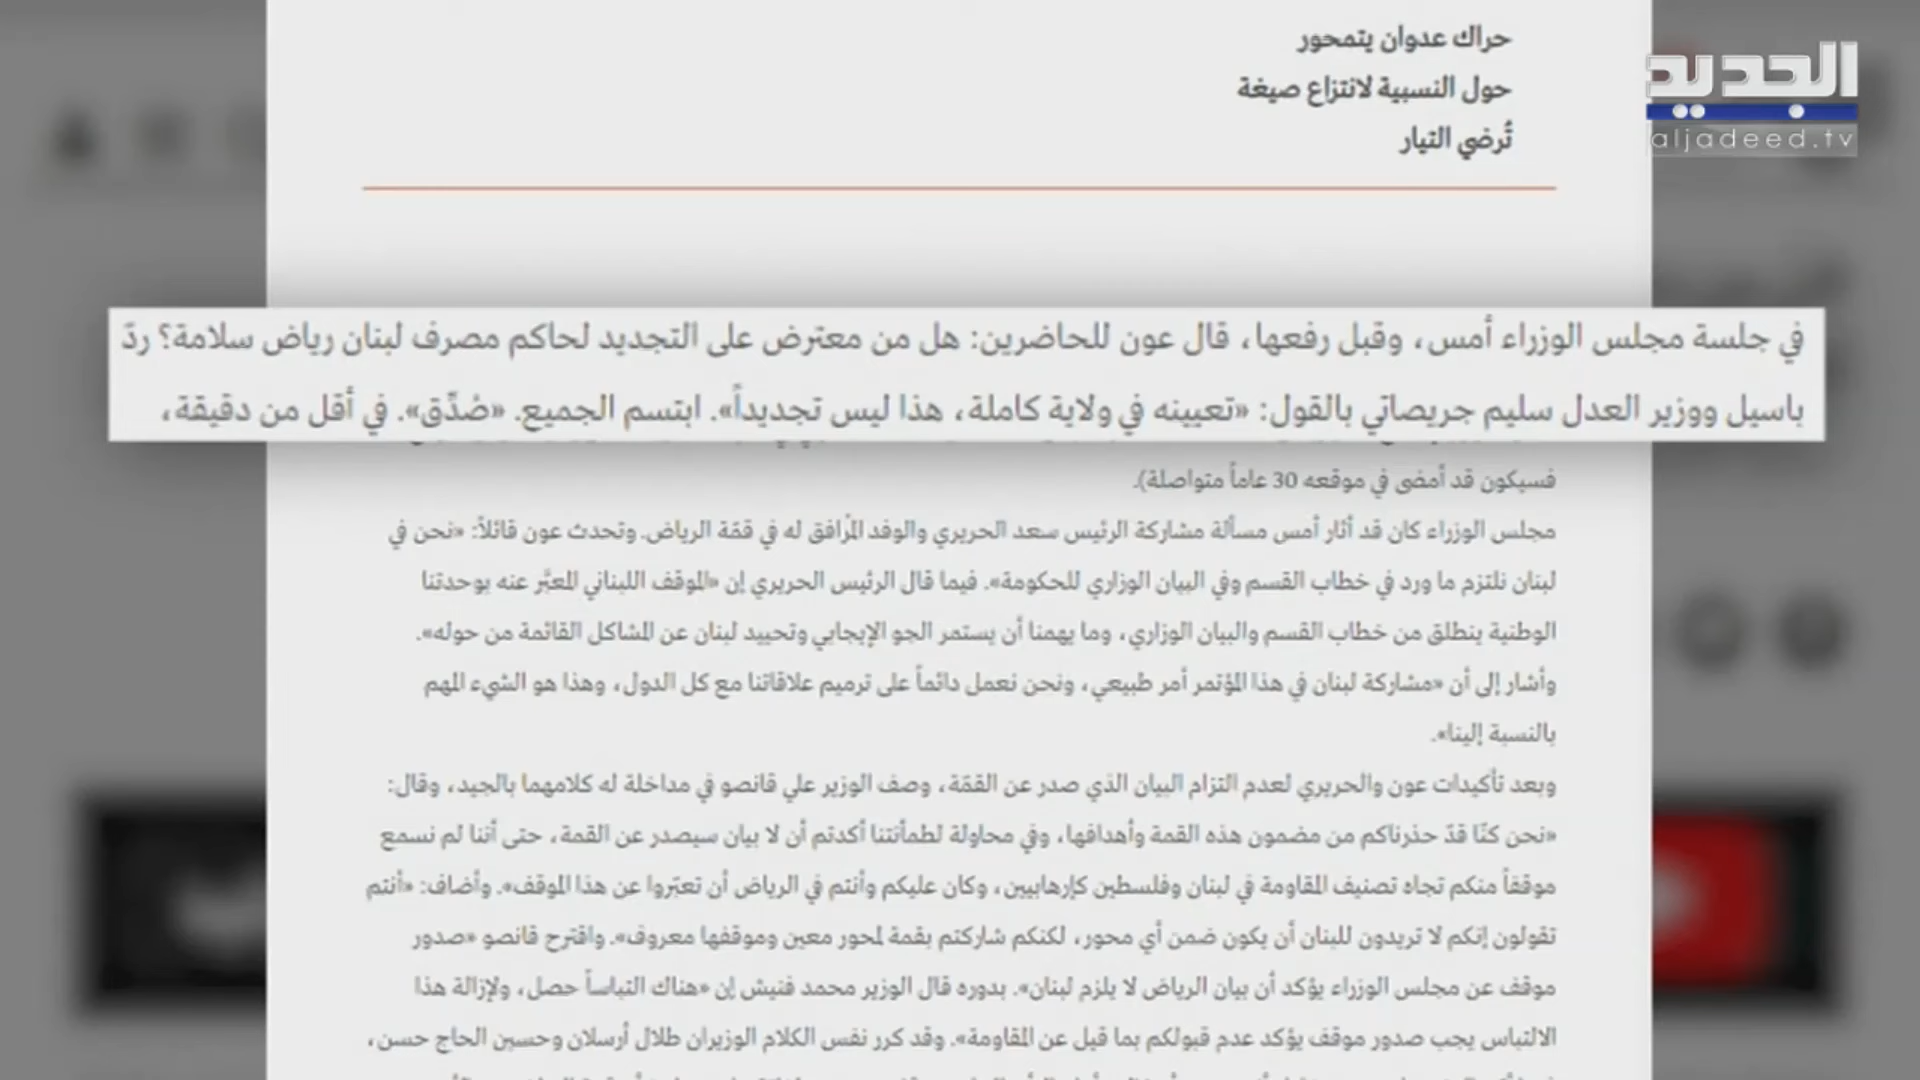 حراك عدوان يتمحور
حول النسبية لانتزاع صيغة
تُرضي التيار
الجديد
aljadeed.tv
في جلسة مجلس الوزراء أمس، وقبل رفعها، قال عون للحاضرين: هل من معترض على التجديد لحاكم مصرف لبنان رياض سلامة؟ ردّ
باسيل ووزير العدل سليم جريصاتي بالقول: «تعيينه في ولاية كاملة، هذا ليس تجديداً». ابتسم الجميع. «صُدِّق». في أقل من دقيقة،
فسيكون قد أمضى في موقعه 30 عاماً متواصلة).
مجلس الوزراء كان قد أثار أمس مسألة مشاركة الرئيس سعد الحريري والوفد المُرافق له في قمّة الرياض. وتحدث عون قائلاً: «نحن في
لبنان نلتزم ما ورد في خطاب القسم وفي البيان الوزاري للحكومة». فيما قال الرئيس الحريري إن «الموقف اللبناني المعبَّر عنه بوحدتنا
الوطنية ينطلق من خطاب القسم والبيان الوزاري، وما يهمنا أن يستمر الجو الإيجابي وتحييد لبنان عن المشاكل القائمة من حوله».
وأشار إلى أن «مشاركة لبنان في هذا المؤتمر أمر طبيعي، ونحن نعمل دائماً على ترميم علاقاتنا مع كل الدول، وهذا هو الشيء المهم
بالنسبة إلينا».
وبعد تأكيدات عون والحريري لعدم التزام البيان الذي صدر عن القمّة، وصف الوزير علي قانصو في مداخلة له كلامهما بالجيد، وقال:
«نحن كنّا قدّ حذرناكم من مضمون هذه القمة وأهدافها، وفي محاولة لطمأنتنا أكدتم أن لا بيان سيصدر عن القمة، حتى أننا لم نسمع
موقفاً منكم تجاه تصنيف المقاومة في لبنان وفلسطين كإرهابيين، وكان عليكم وأنتم في الرياض أن تعبّروا عن هذا الموقف». وأضاف: «أنتم
تقولون إنكم لا تريدون للبنان أن يكون ضمن أي محور، لكنكم شاركتم بقمة لمحور معين وموقفها معروف». واقترح قانصو «صدور
موقف عن مجلس الوزراء يؤكد أن بيان الرياض لا يلزم لبنان». بدوره قال الوزير محمد فنيش إن «هناك التباساً حصل، ولإزالة هذا
الالتباس يجب صدور موقف يؤكد عدم قبولكم بما قيل عن المقاومة». وقد كرر نفس الكلام الوزيران طلال أرسلان وحسين الحاج حسن،